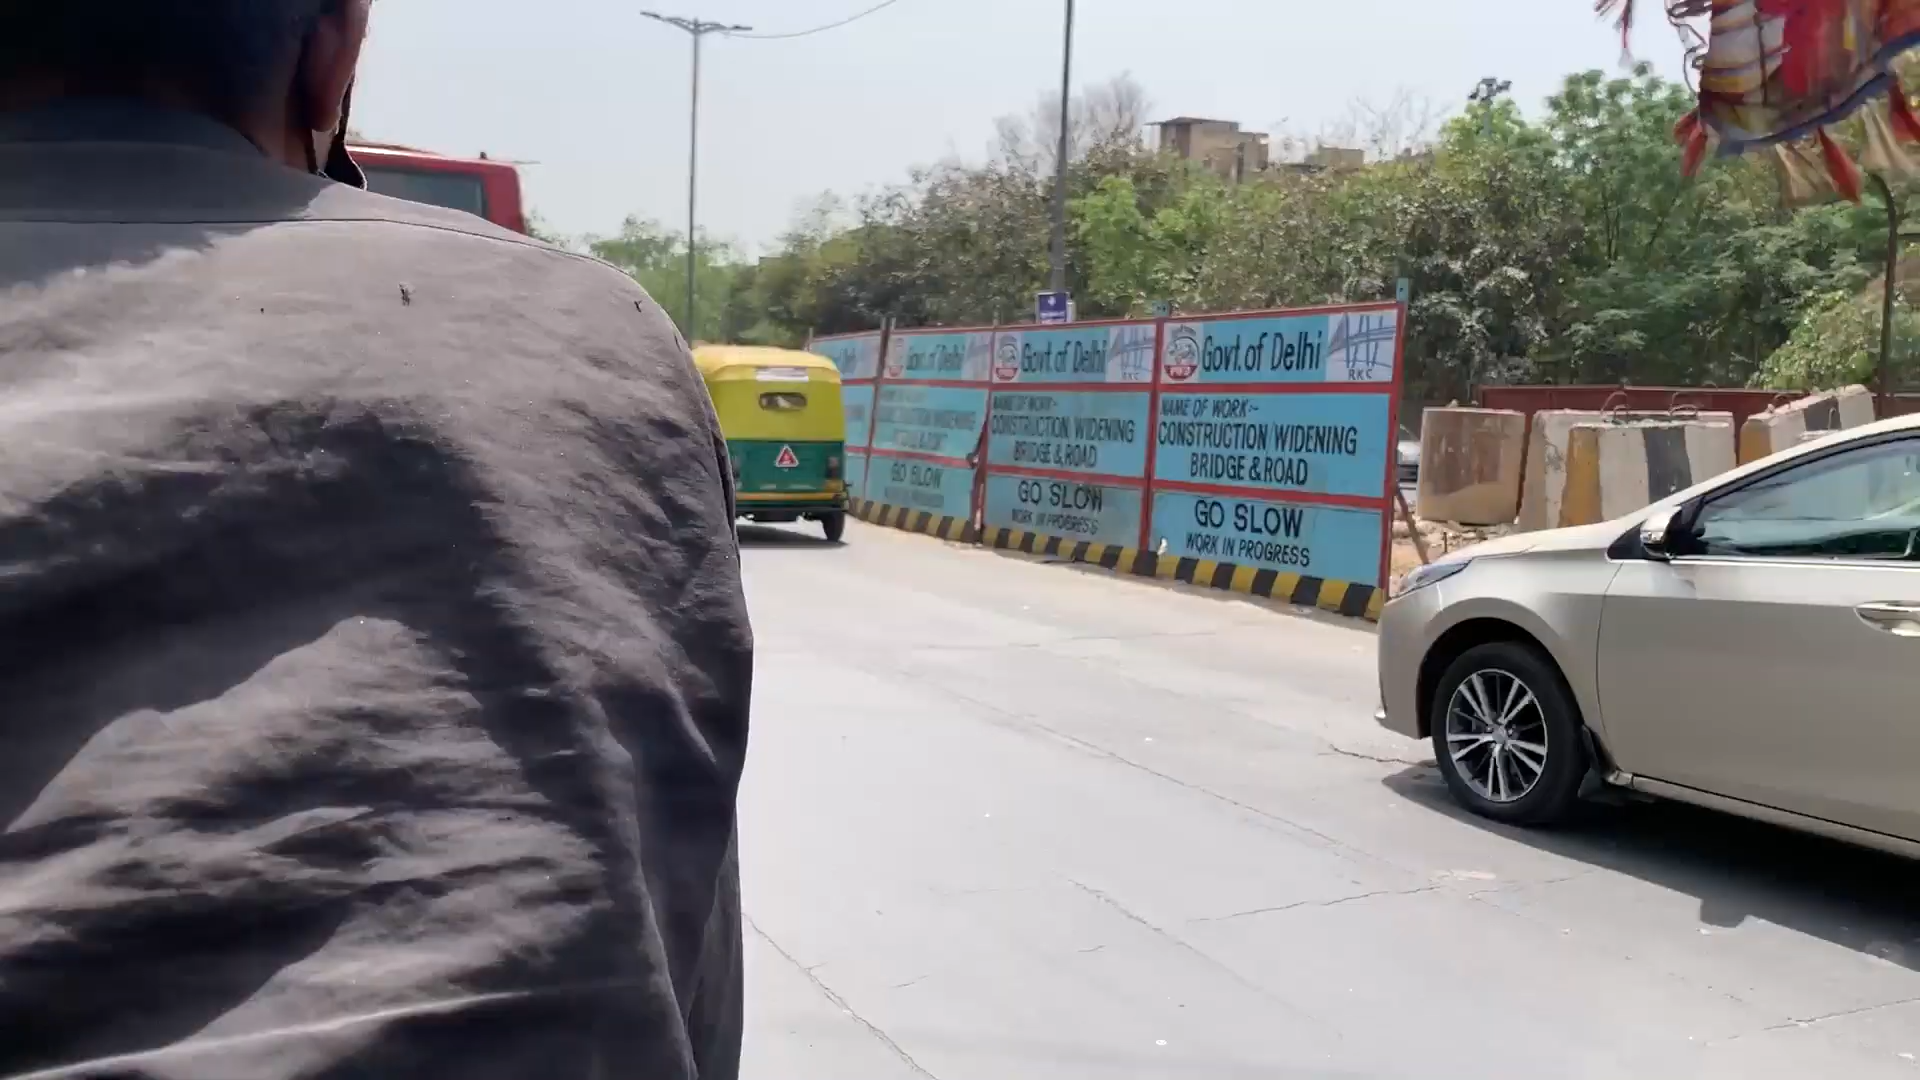 Govt. of Delhi
GO SLOW
Govt. of Delhi
NAME OF WORK:-
CONSTRUCTION/WIDENING
BRIDGE & ROAD
GO SLOW
WORK IN PROGRESS
PWD
Govt. of Delhi
RKC
NAME OF WORK:-
CONSTRUCTION/WIDENING
BRIDGE & ROAD
GO SLOW
WORK IN PROGRESS